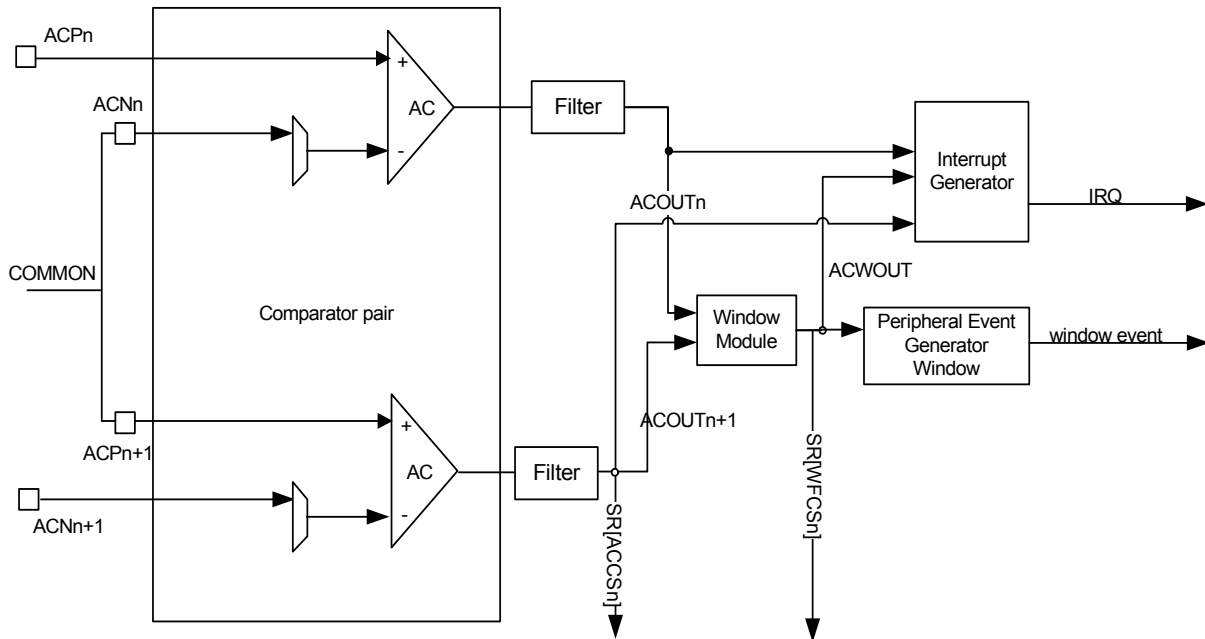 ACPn
ACNn
+
AC
-
Filter
Interrupt
Generator
IRQ
ACOUTn
COMMON
ACWOUT
Comparator pair
Window
Module
Peripheral Event
Generator
Window
window event
ACPn+1
+
AC
-
ACOUTn+1
Filter
ACNn+1
SR[ACCSn]
SR[WFCSn]